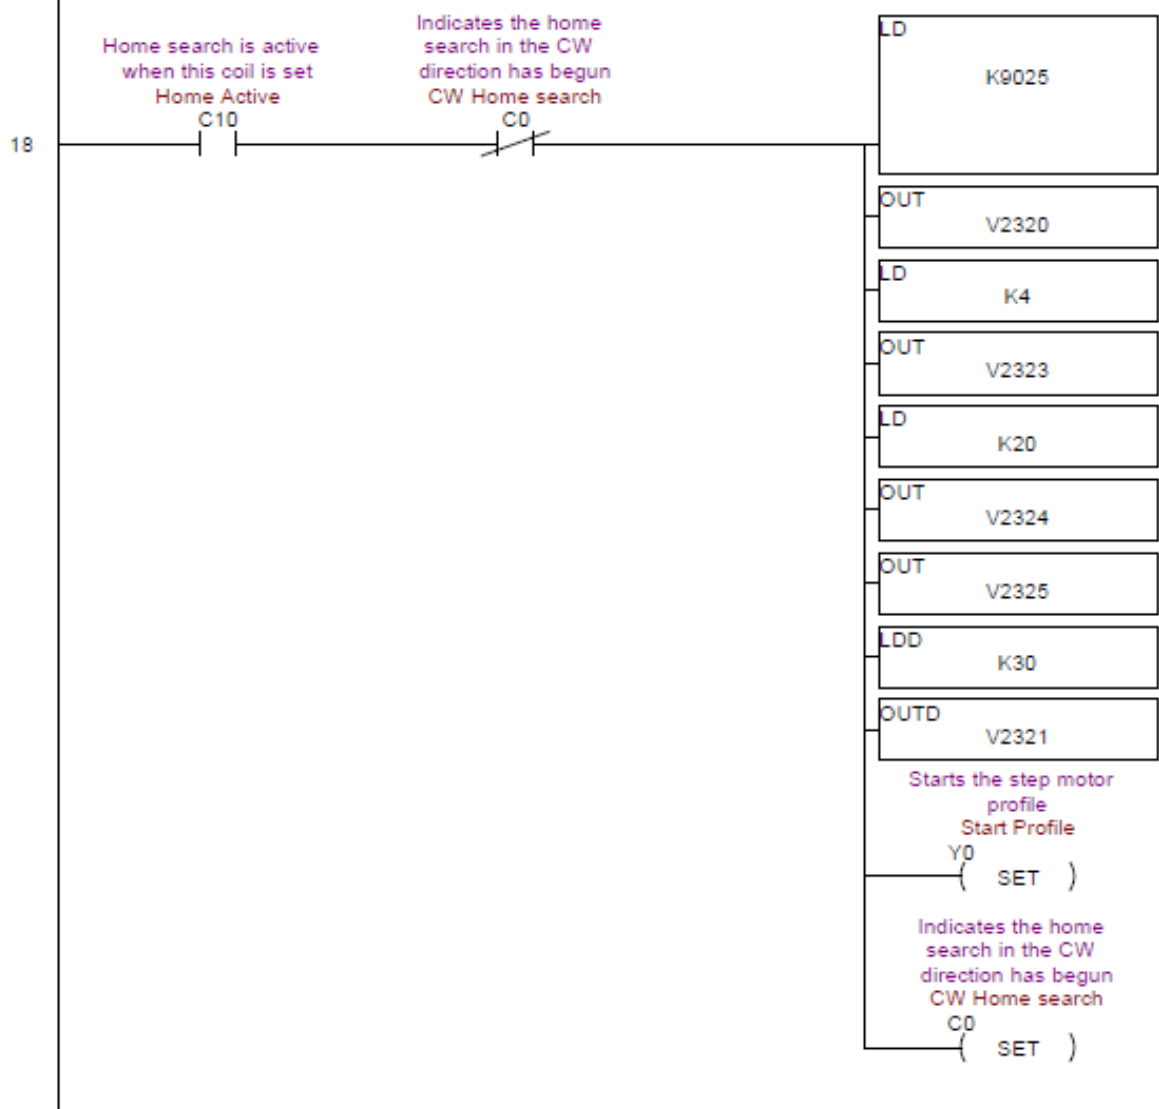 Home search is active
when this coil is set
Home Active
C10
Indicates the home
search in the CW
direction has begun
CW Home search
C0
18
LD
K9025
OUT
V2320
LD
K4
OUT
V2323
LD
K20
OUT
V2324
OUT
V2325
LDD
K30
OUTD
V2321
Starts the step motor
profile
Start Profile
Y0
( SET )
Indicates the home
search in the CW
direction has begun
CW Home search
C0
( SET )